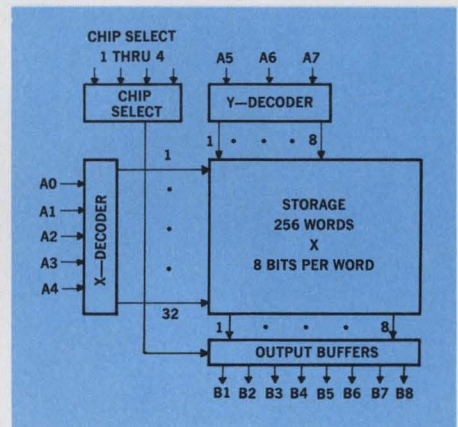 CHIP SELECT
1 THRU 4
A5 A6 A7
CHIP
SELECT
Y—DECODER
1 • • • 8
1
A0
A1
A2
A3
A4
X—DECODER
•
•
•
•
32
STORAGE
256 WORDS
X
8 BITS PER WORD
1 • • • 8
OUTPUT BUFFERS
B1 B2 B3 B4 B5 B6 B7 B8